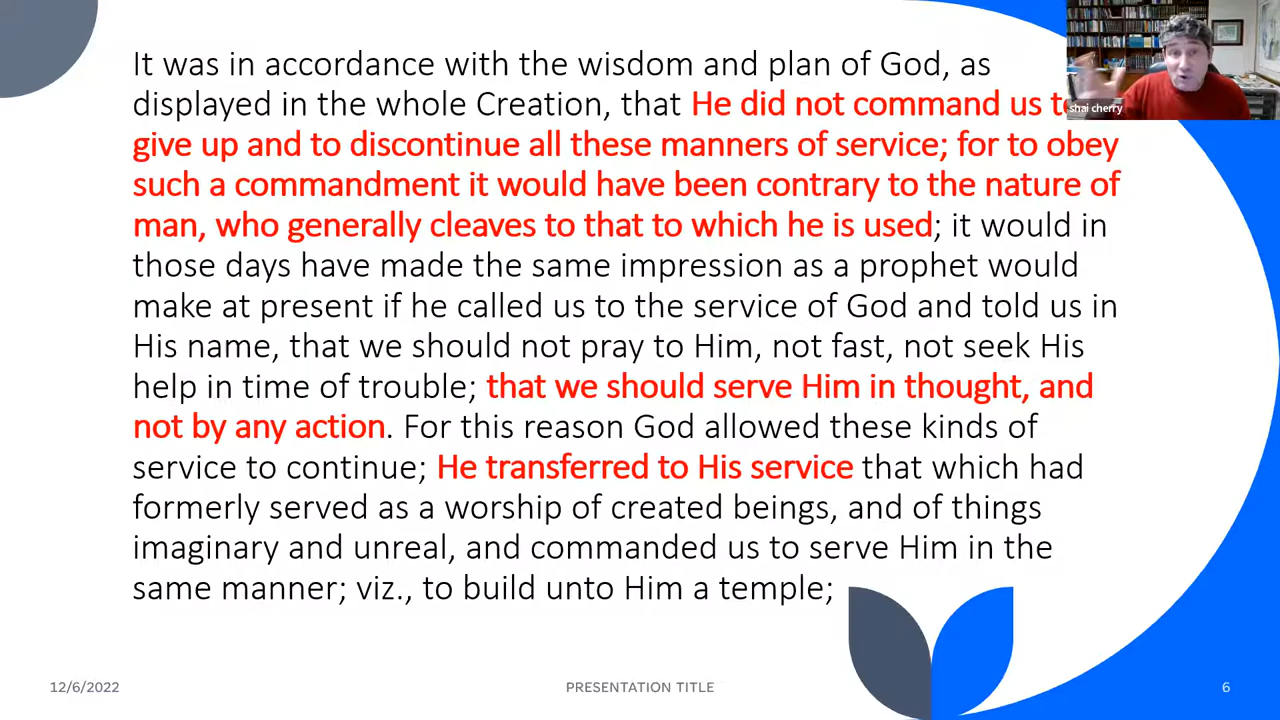 It was in accordance with the wisdom and plan of God, as
displayed in the whole Creation, that He did not command us t
give up and to discontinue all these manners of service; for to obey
such a commandment it would have been contrary to the nature of
man, who generally cleaves to that to which he is used; it would in
those days have made the same impression as a prophet would
make at present if he called us to the service of God and told us in
His name, that we should not pray to Him, not fast, not seek His
help in time of trouble; that we should serve Him in thought, and
not by any action. For this reason God allowed these kinds of
service to continue; He transferred to His service that which had
formerly served as a worship of created beings, and of things
imaginary and unreal, and commanded us to serve Him in the
same manner; viz., to build unto Him a temple;
shai cherry
12/6/2022
PRESENTATION TITLE
6